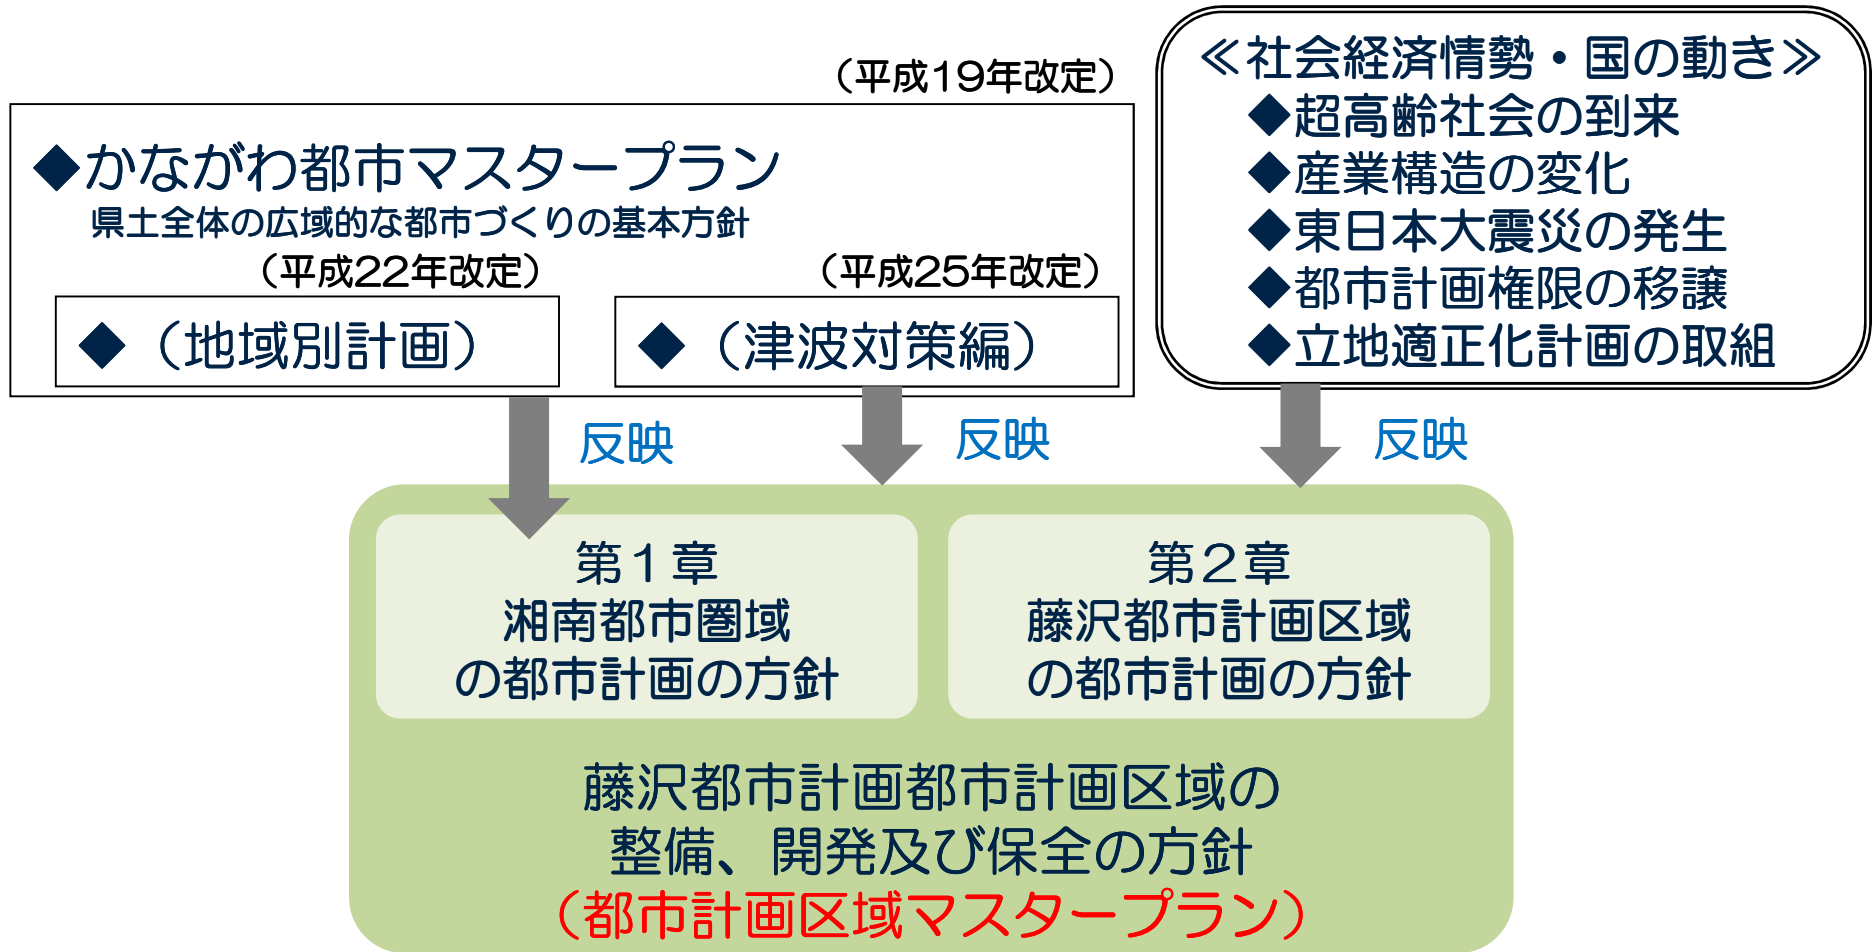 （平成19年改定）
◆かながわ都市マスタープラン
県土全体の広域的な都市づくりの基本方針
（平成22年改定）
◆（地域別計画）
（平成25年改定）
◆（津波対策編）
≪社会経済情勢・国の動き≫
◆超高齢社会の到来
◆産業構造の変化
◆東日本大震災の発生
◆都市計画権限の移譲
◆立地適正化計画の取組
反映
反映
反映
第１章
湘南都市圏域
の都市計画の方針
第２章
藤沢都市計画区域
の都市計画の方針
藤沢都市計画都市計画区域の
整備、開発及び保全の方針
（都市計画区域マスタープラン）